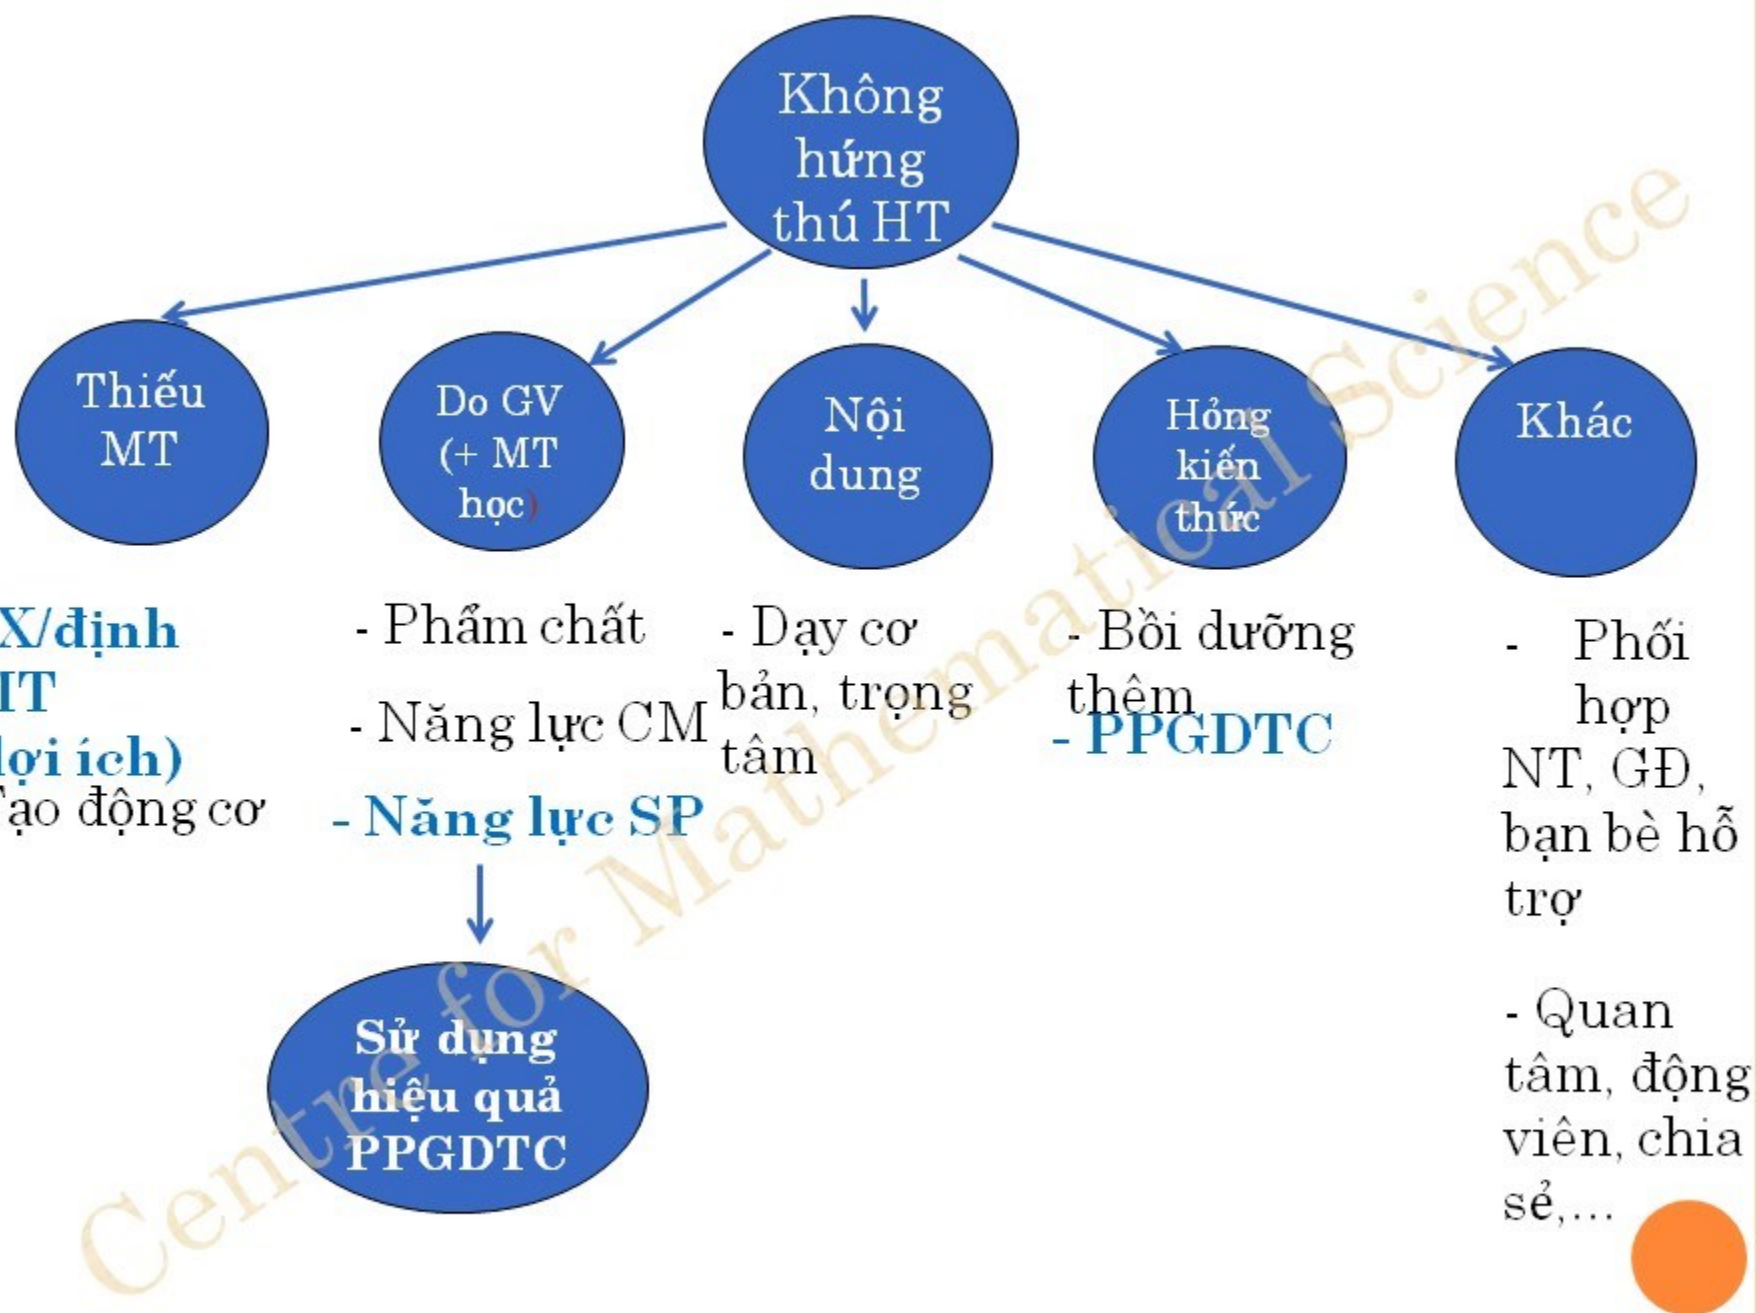 Không
hứng
thú HT
Thiếu
MT
Do GV
(+ MT
học)
Nội
dung
Hỏng
kiến
thức
Khác
X/định
lợi ích)
Tạo động cơ
- Phẩm chất
- Năng lực CM
- Năng lực SP
Sử dụng
hiệu quả
PPGDTC
- Dạy cơ
bản, trọng
tâm
- Bồi dưỡng
thêm
- PPGDTC
- Phối
hợp
NT, GĐ,
bạn bè hỗ
trợ
- Quan
tâm, động
viên, chia
sẻ,...
Centre for Mathematical Science